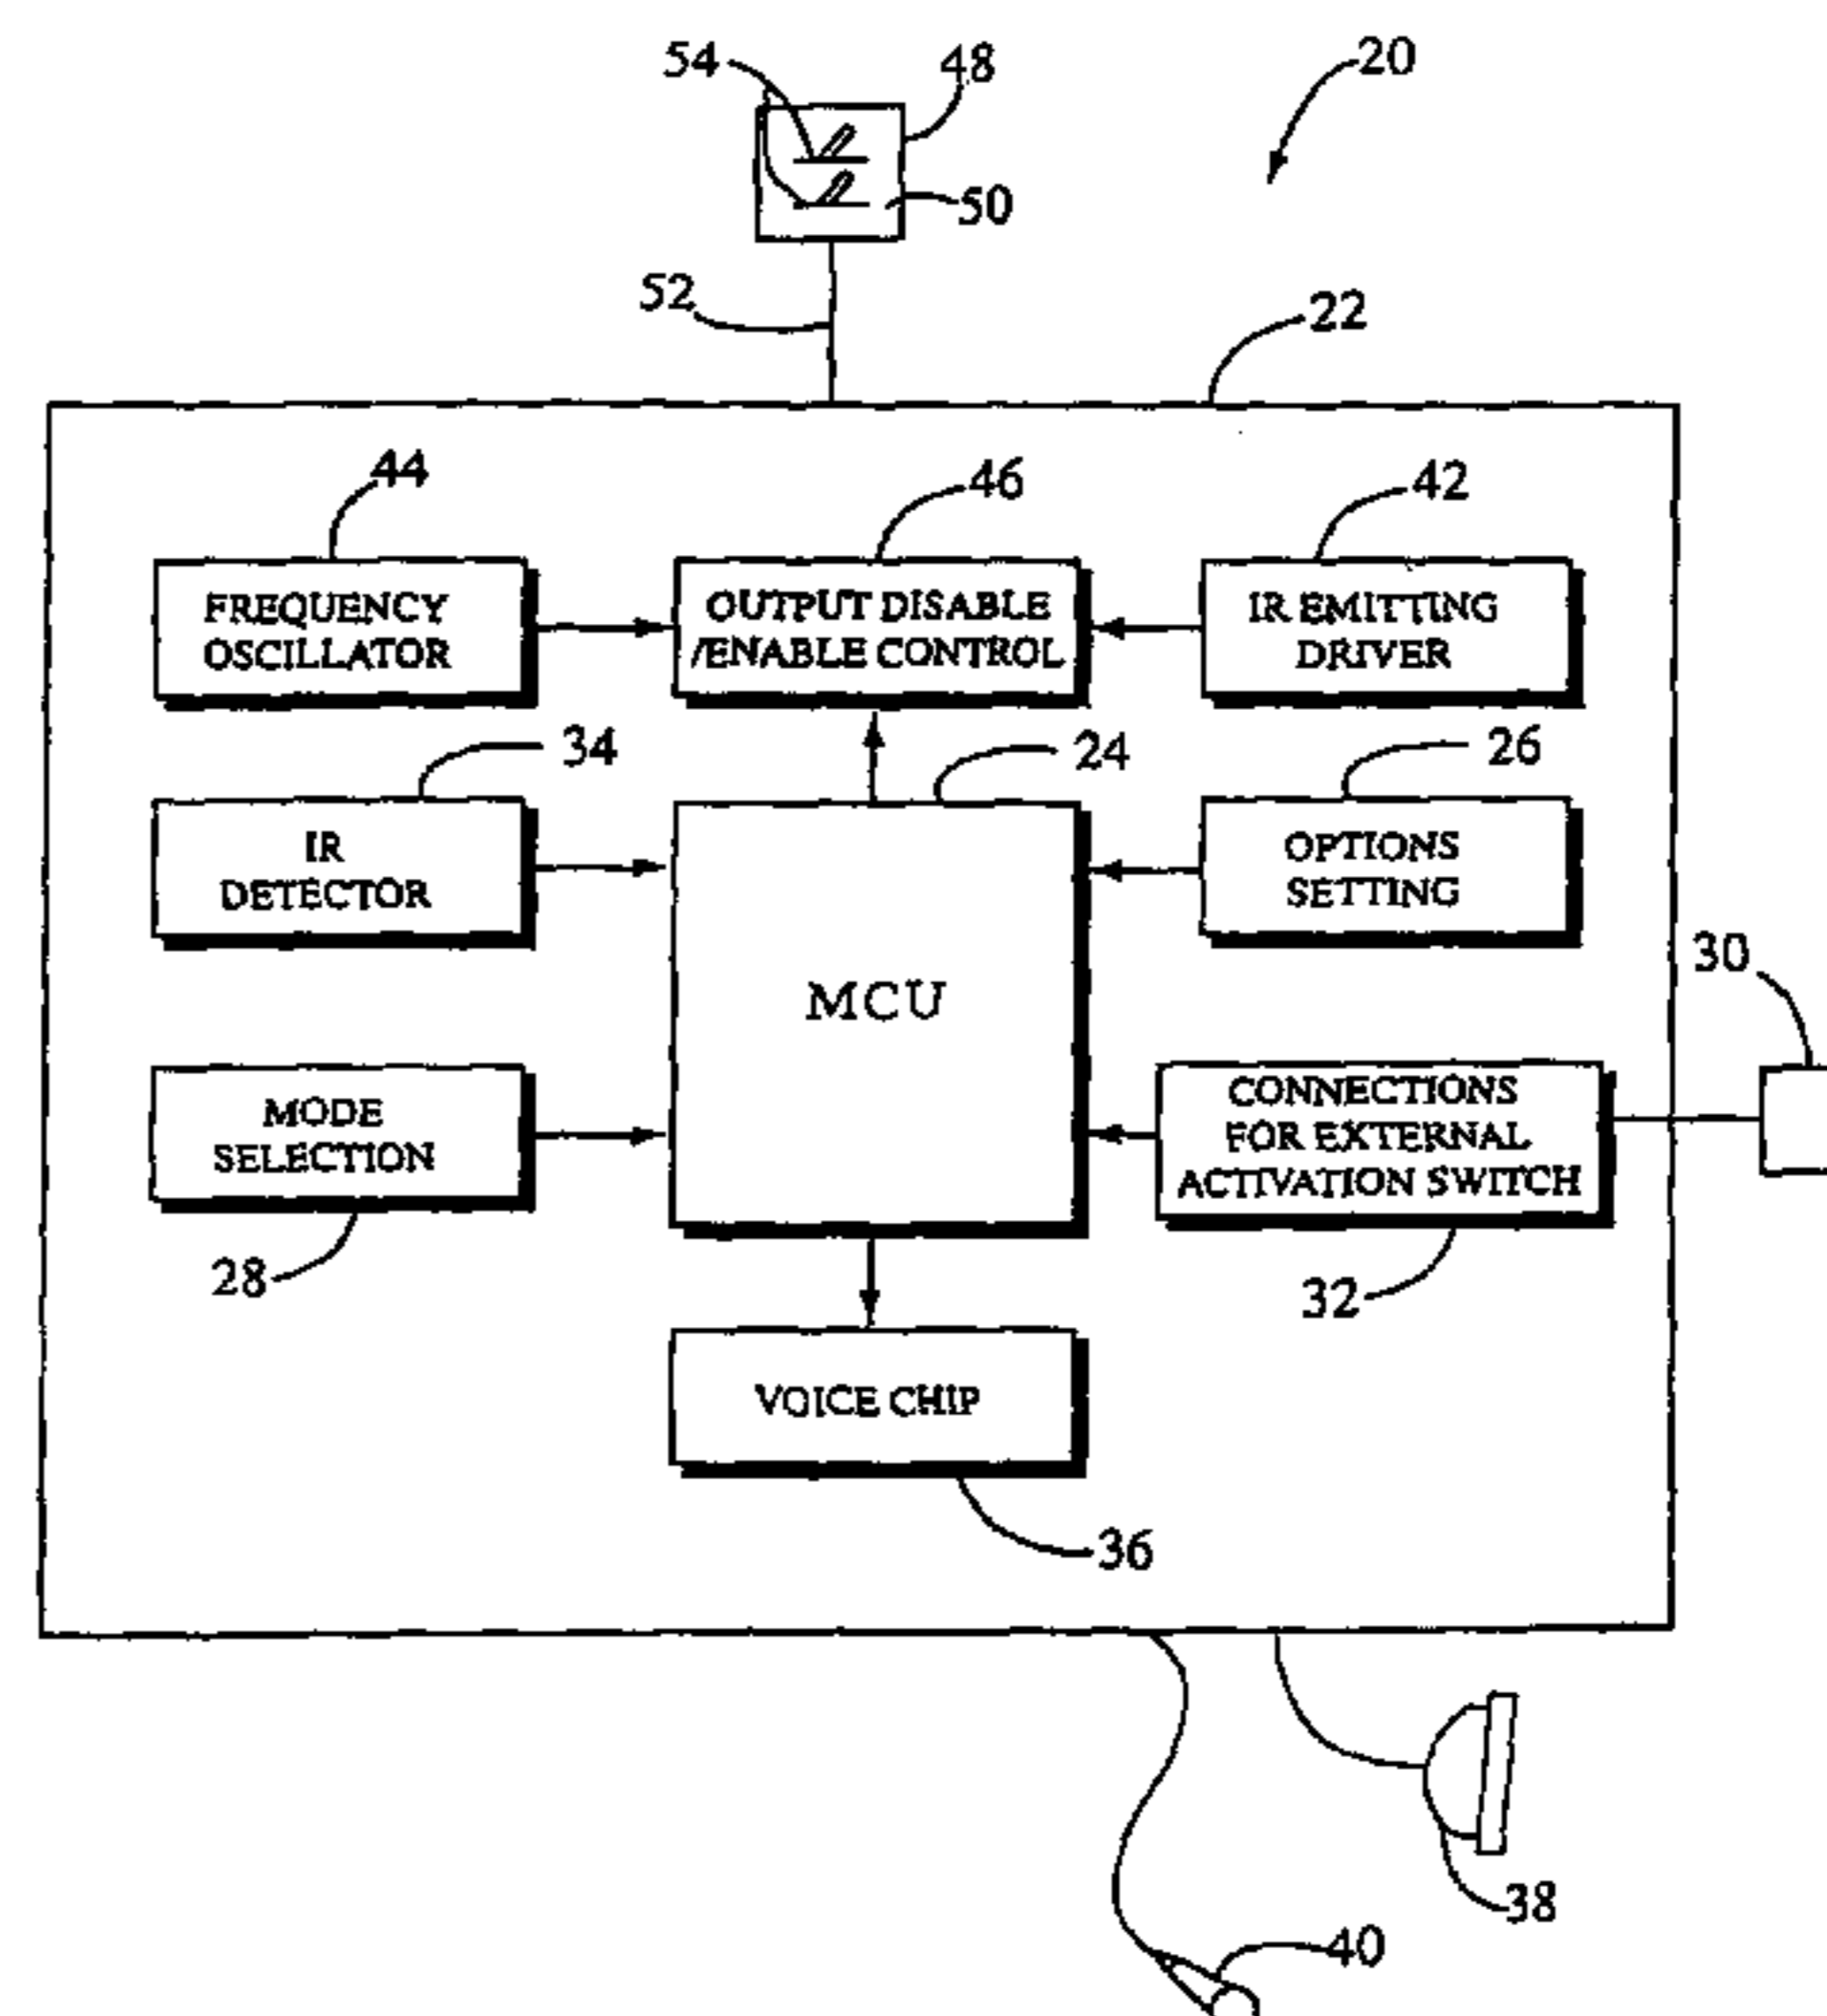 54
48
20
50
52
22
44
46
42
FREQUENCY
OSCILLATOR
OUTPUT DISABLE
/ENABLE CONTROL
IR EMITTING
DRIVER
34
24
26
IR
DETECTOR
OPTIONS
SETTING
MCU
30
MODE
SELECTION
CONNECTIONS
FOR EXTERNAL
ACTIVATION SWITCH
28
32
VOICE CHIP
36
38
40